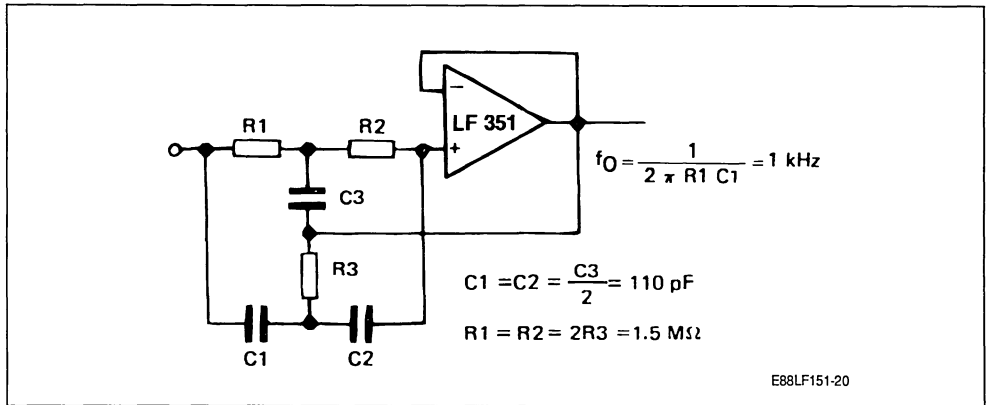 R1
R2
−
LF 351
+
f_O = 1 / (2 π R1 C1) = 1 kHz
C3
R3
C1 = C2 = C3 / 2 = 110 pF
R1 = R2 = 2R3 = 1.5 MΩ
C1
C2
E88LF151-20